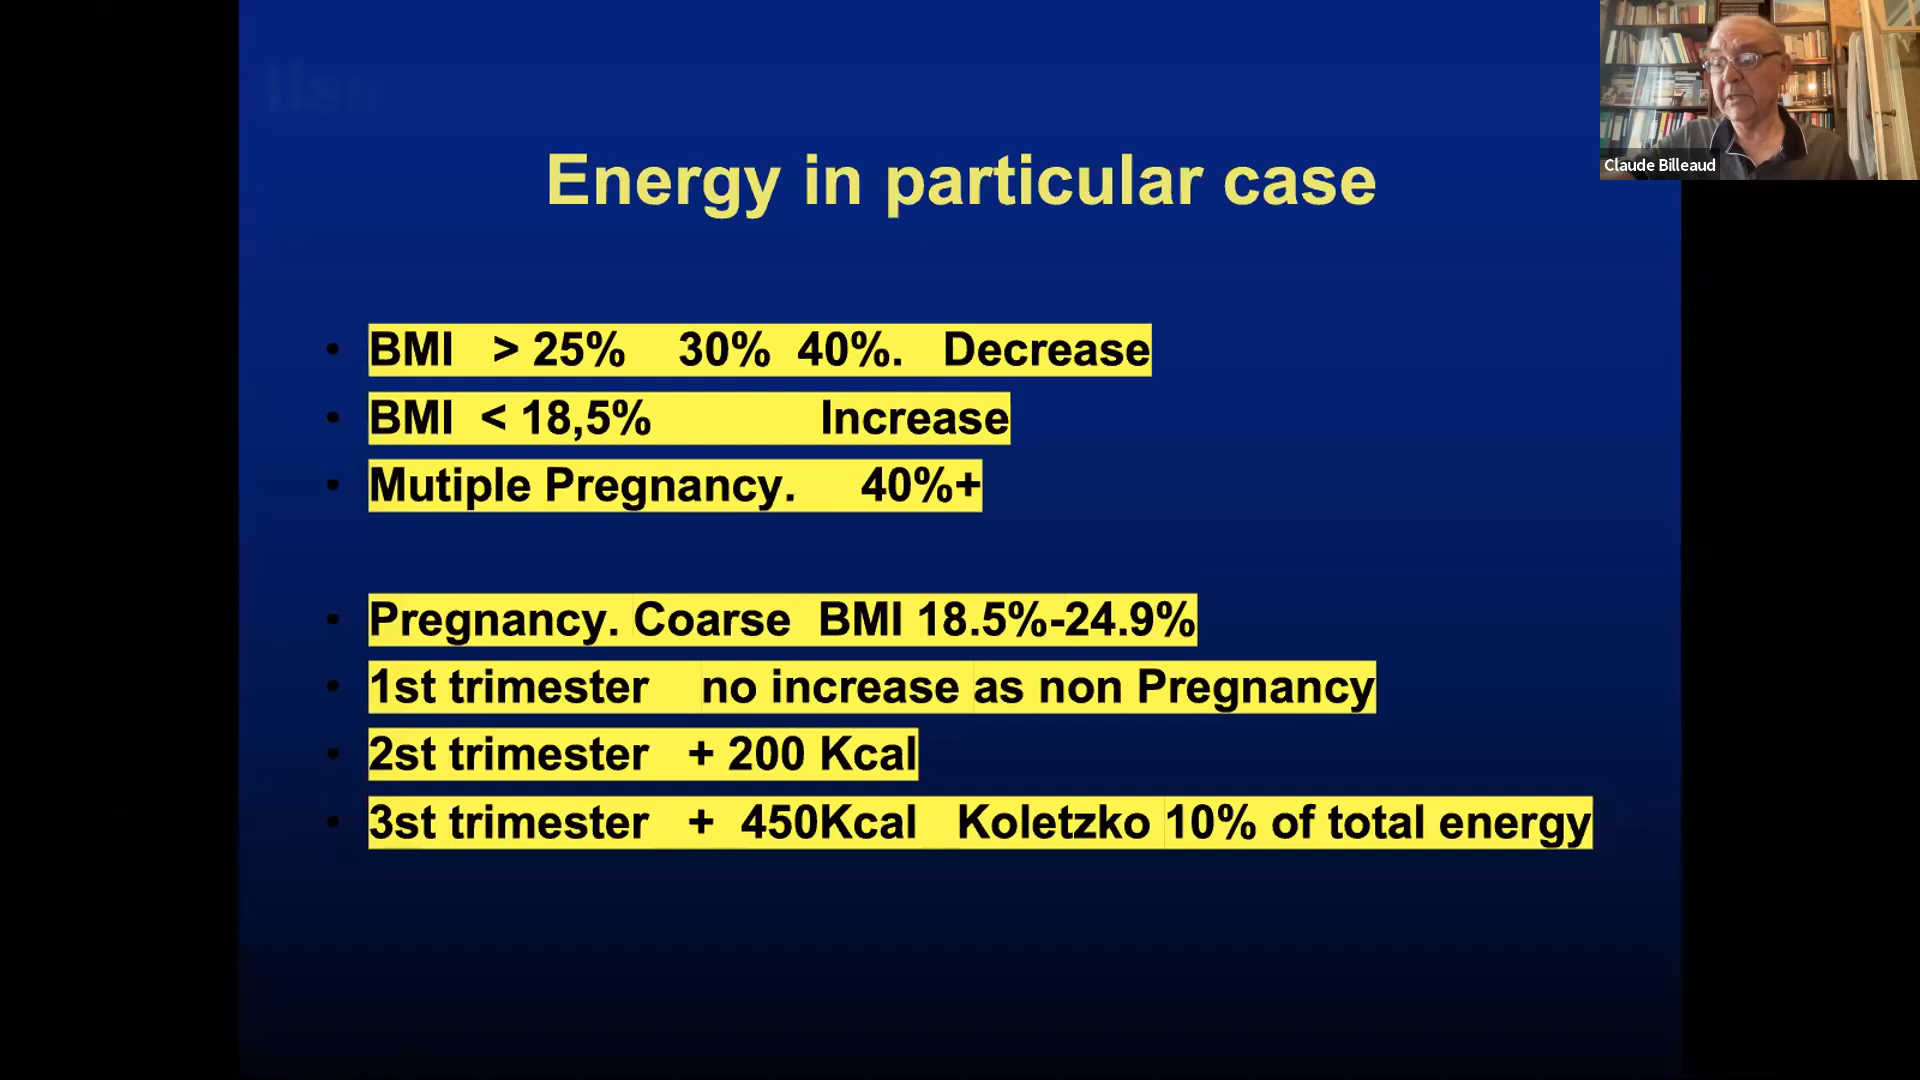 Energy in particular case
BMI > 25% 30% 40%. Decrease
BMI < 18,5% Increase
Mutiple Pregnancy. 40%+
Pregnancy. Coarse BMI 18.5%-24.9%
1st trimester no increase as non Pregnancy
2st trimester + 200 Kcal
3st trimester + 450Kcal Koletzko 10% of total energy
Claude Billeaud